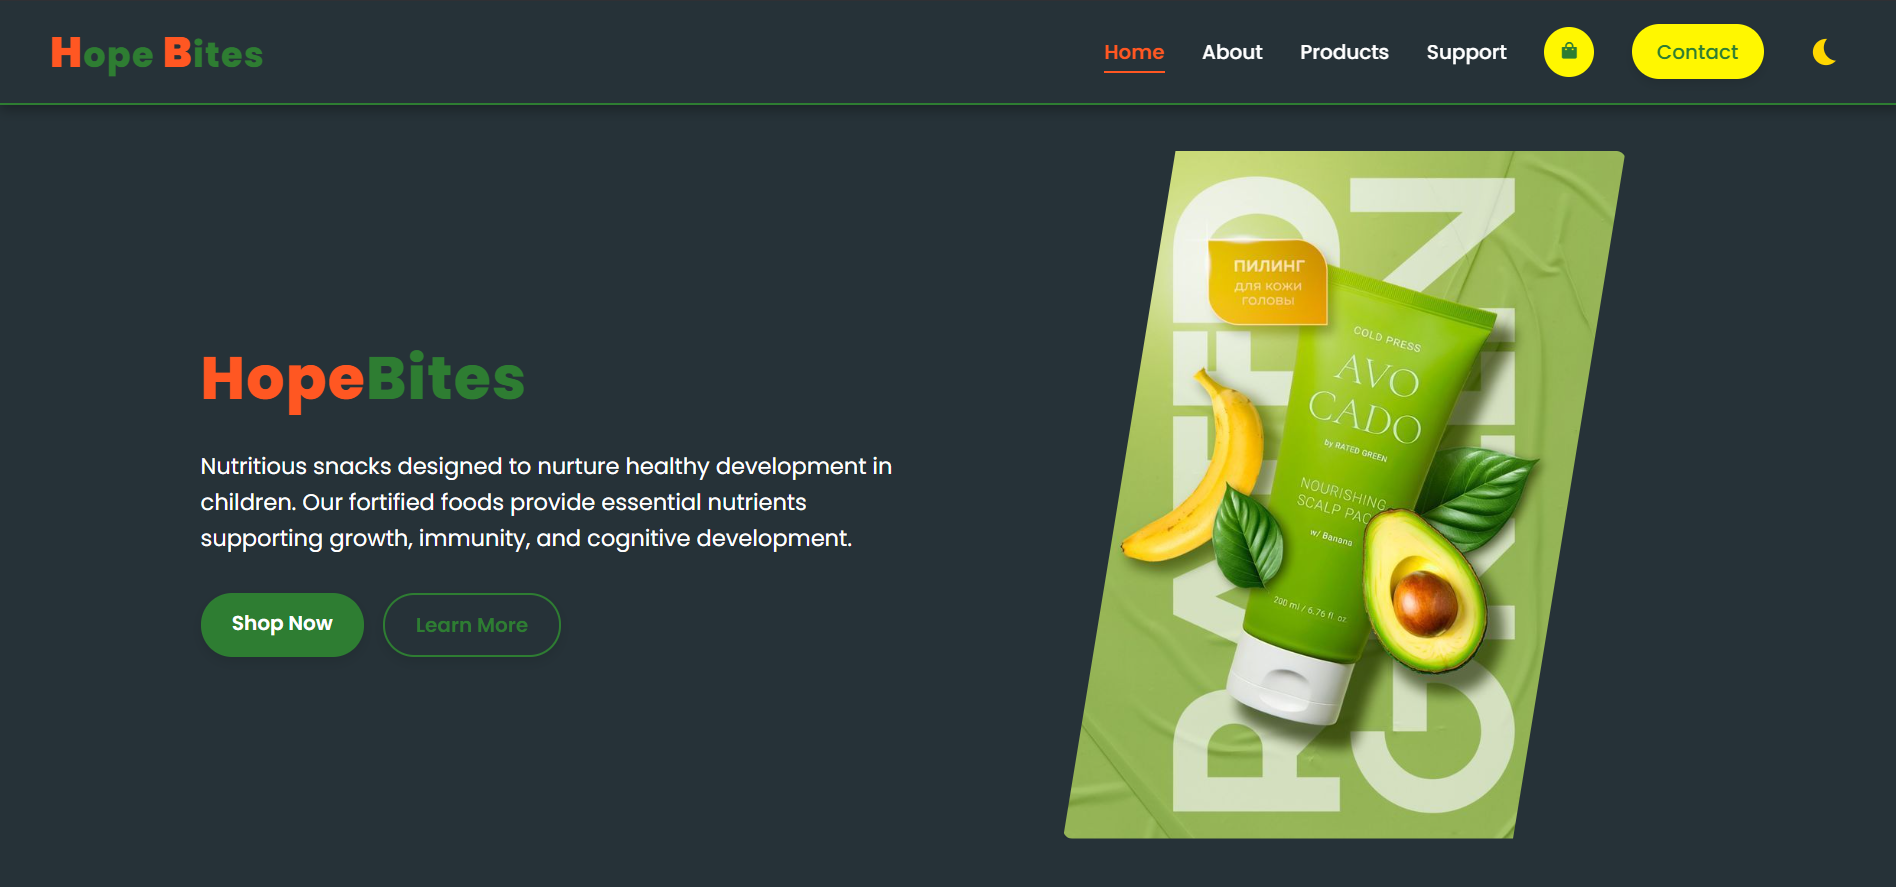 Hope Bites
Home About Products Support Contact
HopeBites
Nutritious snacks designed to nurture healthy development in
children. Our fortified foods provide essential nutrients
supporting growth, immunity, and cognitive development.
Shop Now
Learn More
RATED
GREEN
ПИЛИНГ
ДЛЯ КОЖИ
ГОЛОВЫ
COLD PRESS
AVO
CADO
by RATED GREEN
NOURISHING
SCALP PAC
w/ Banana
200 ml / 6.76 fl. oz